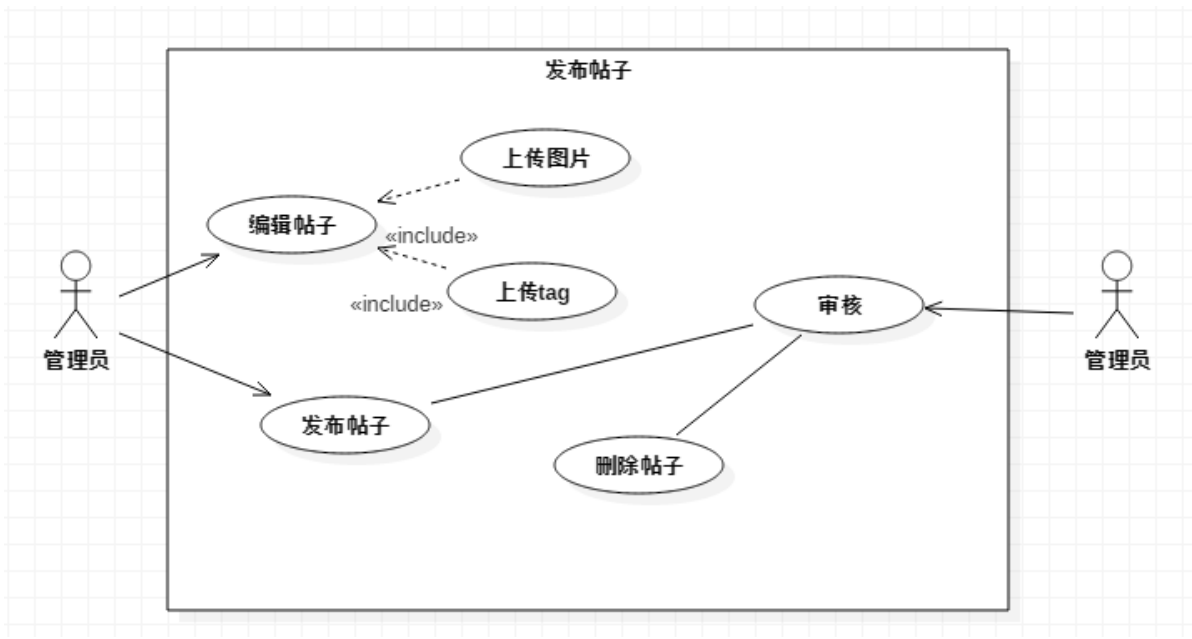 发布帖子
上传图片
编辑帖子
«include»
上传tag
«include»
审核
管理员
管理员
发布帖子
删除帖子